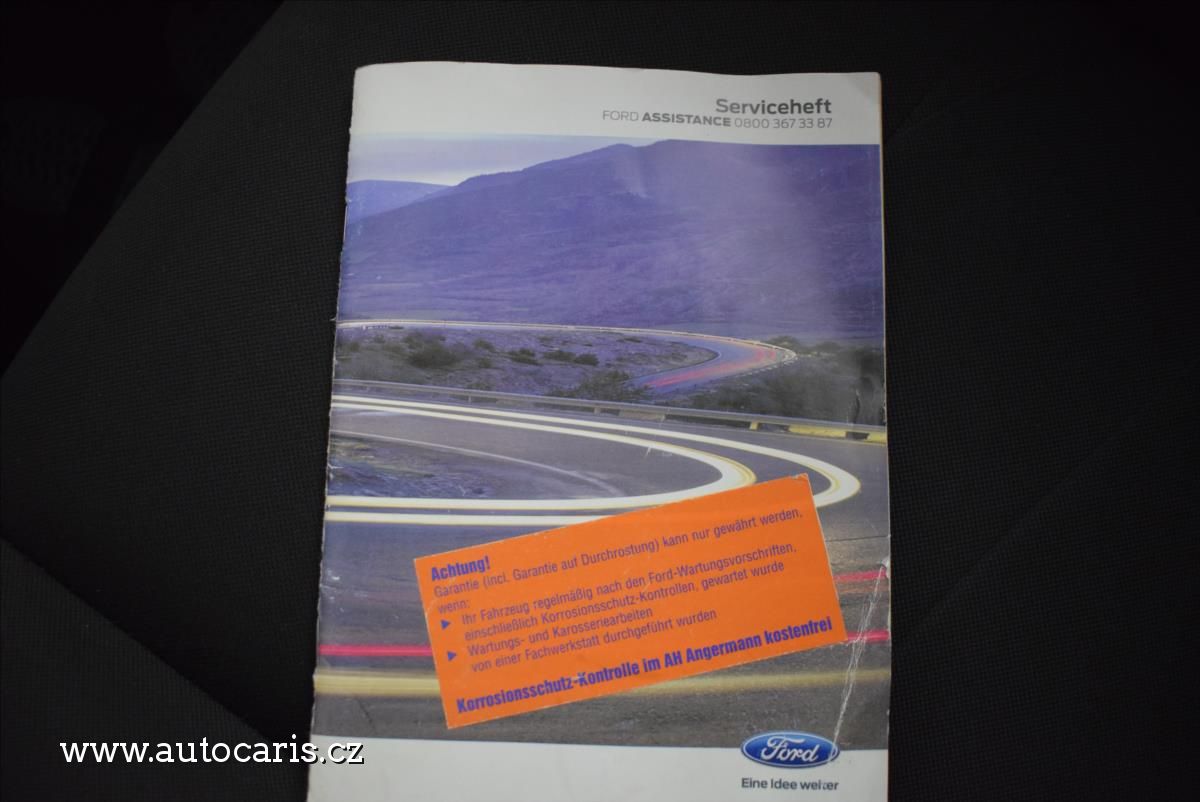 Serviceheft
FORD ASSISTANCE 0800 367 33 87
Achtung!
Garantie (incl. Garantie auf Durchrostung) kann nur gewährt werden,
wenn:
► Ihr Fahrzeug regelmäßig nach den Ford-Wartungsvorschriften,
einschließlich Korrosionsschutz-Kontrollen, gewartet wurde
► Wartungs- und Karosseriearbeiten
von einer Fachwerkstatt durchgeführt wurden
Korrosionsschutz-Kontrolle im AH Angermann kostenfrei
www.autocaris.cz
Ford
Eine Idee weiter